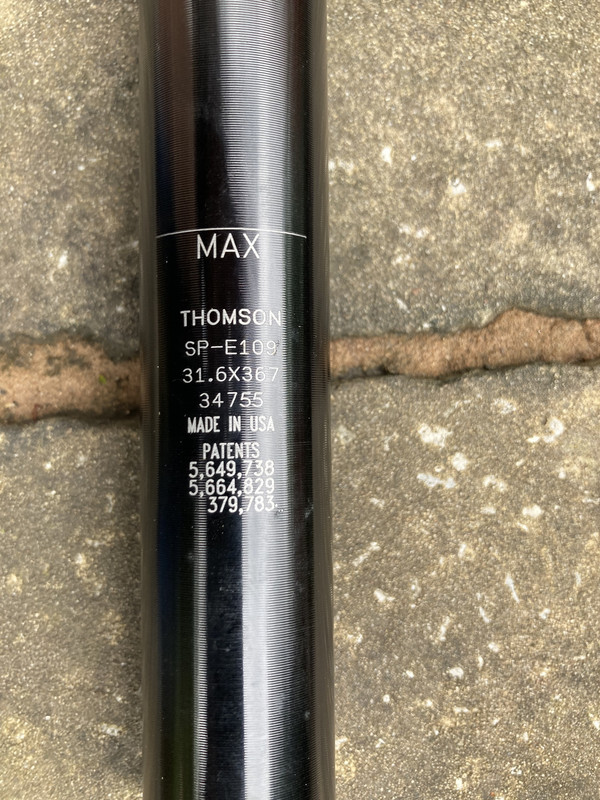 MAX
THOMSON
SP-E109
31.6X367
34755
MADE IN USA
PATENTS
5,649,738
5,664,829
379,783